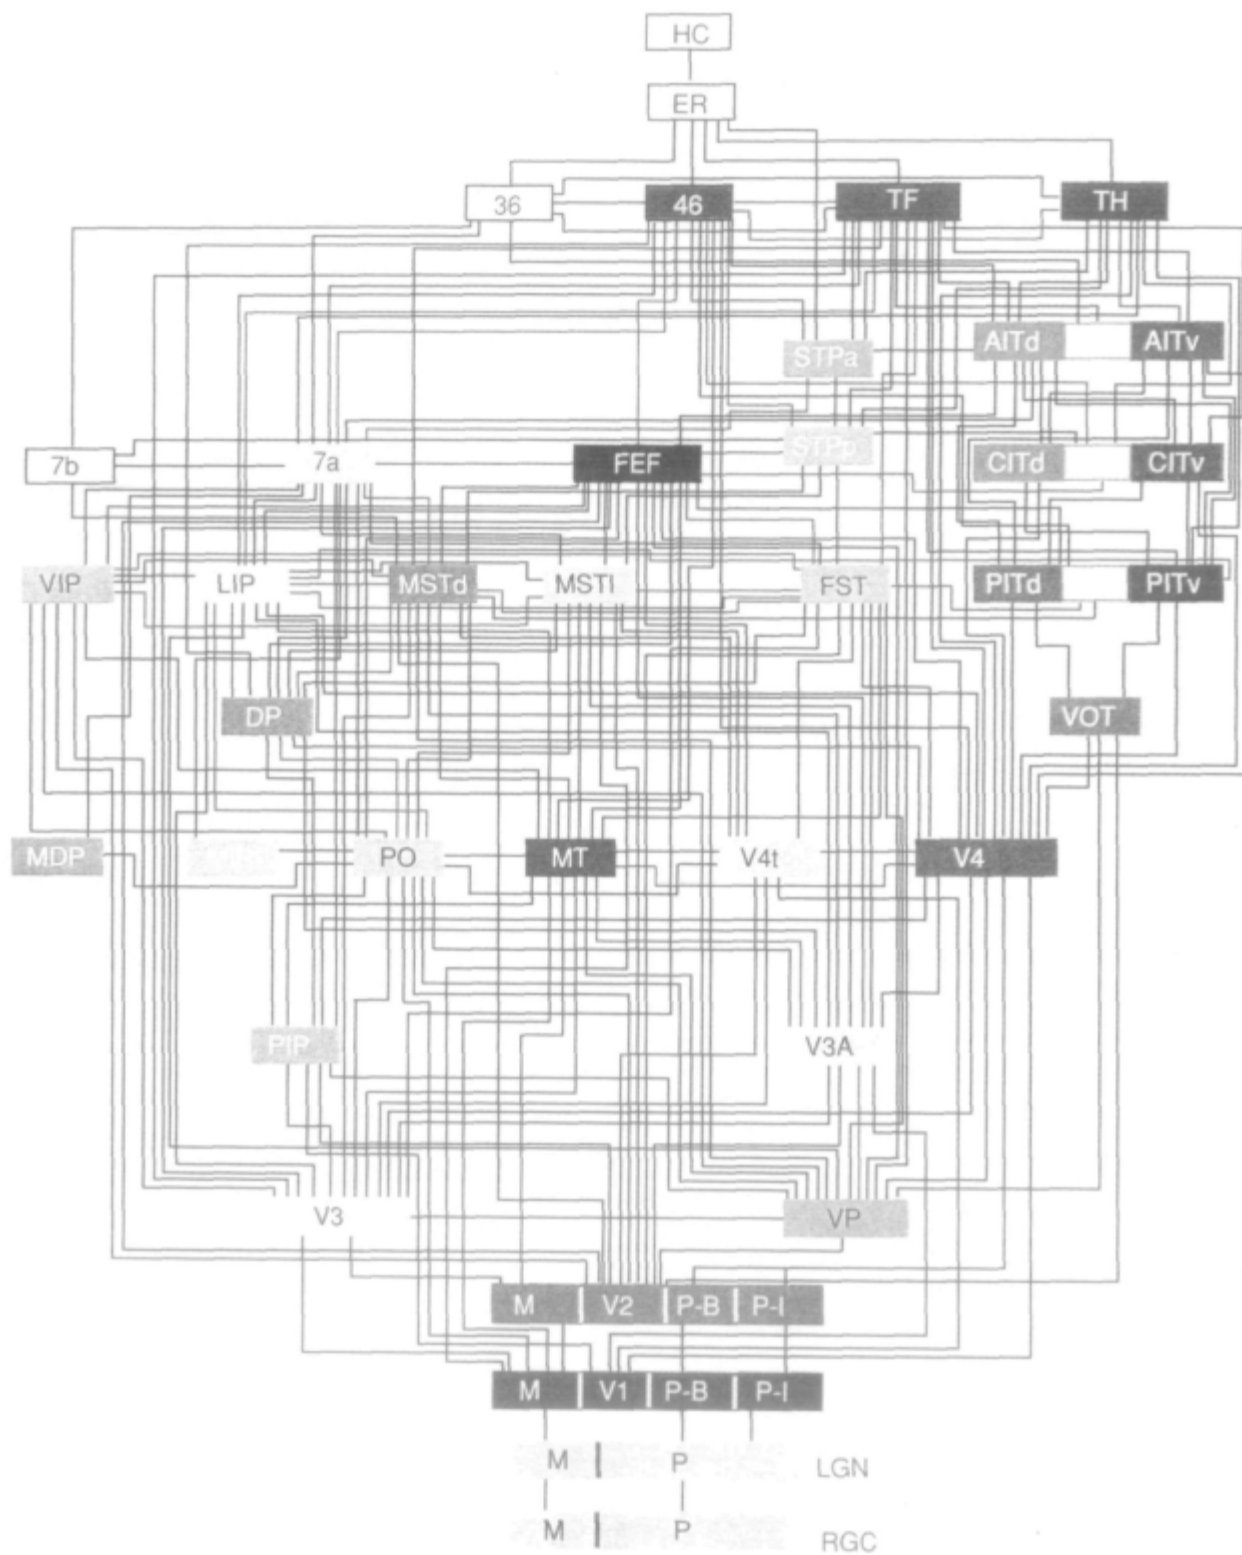 HC
ER
36 46 TF TH
STPa AITd AITv
7b 7a FEF STPp CITd CITv
VIP LIP MSTd MSTl FST PITd PITv
DP VOT
MDP PO MT V4t V4
PIP V3A
V3 VP
M V2 P-B P-I
M V1 P-B P-I
M P LGN
M P RGC